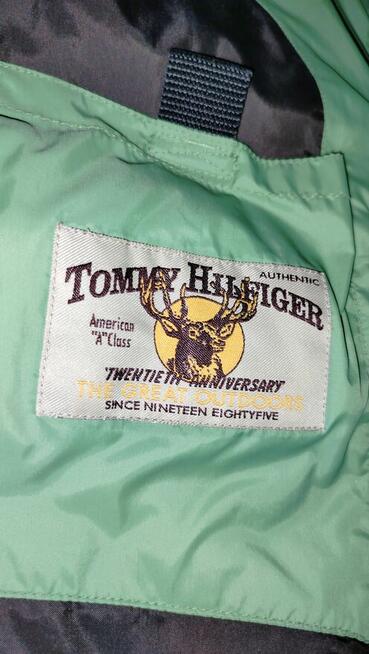 AUTHENTIC
TOMMY HILFIGER
American
"A" Class
'TWENTIETH ANNIVERSARY'
THE GREAT OUTDOORS
SINCE NINETEEN EIGHTYFIVE